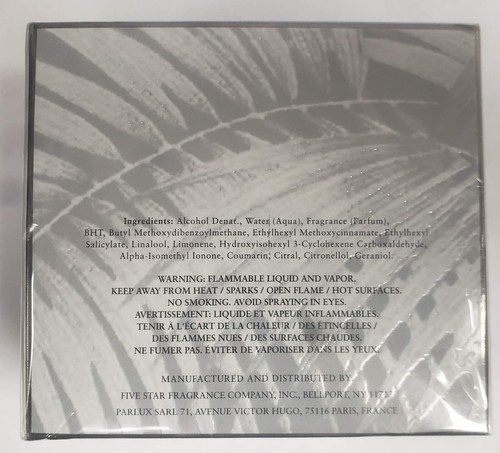 Ingredients: Alcohol Denat., Water (Aqua), Fragrance (Parfum),
BHT, Butyl Methoxydibenzoylmethane, Ethylhexyl Methoxycinnamate, Ethylhexyl
Salicylate, Linalool, Limonene, Hydroxyisohexyl 3-Cyclohexene Carboxaldehyde,
Alpha-Isomethyl Ionone, Coumarin, Citral, Citronellol, Geraniol.
WARNING: FLAMMABLE LIQUID AND VAPOR.
KEEP AWAY FROM HEAT / SPARKS / OPEN FLAME / HOT SURFACES.
NO SMOKING. AVOID SPRAYING IN EYES.
AVERTISSEMENT: LIQUIDE ET VAPEUR INFLAMMABLES.
TENIR À L'ÉCART DE LA CHALEUR / DES ÉTINCELLES /
DES FLAMMES NUES / DES SURFACES CHAUDES.
NE FUMER PAS. ÉVITER DE VAPORISER DANS LES YEUX.
MANUFACTURED AND DISTRIBUTED BY:
FIVE STAR FRAGRANCE COMPANY, INC., BELLPORT, NY
PARLUX SARL 71, AVENUE VICTOR HUGO, 75116 PARIS, FRANCE